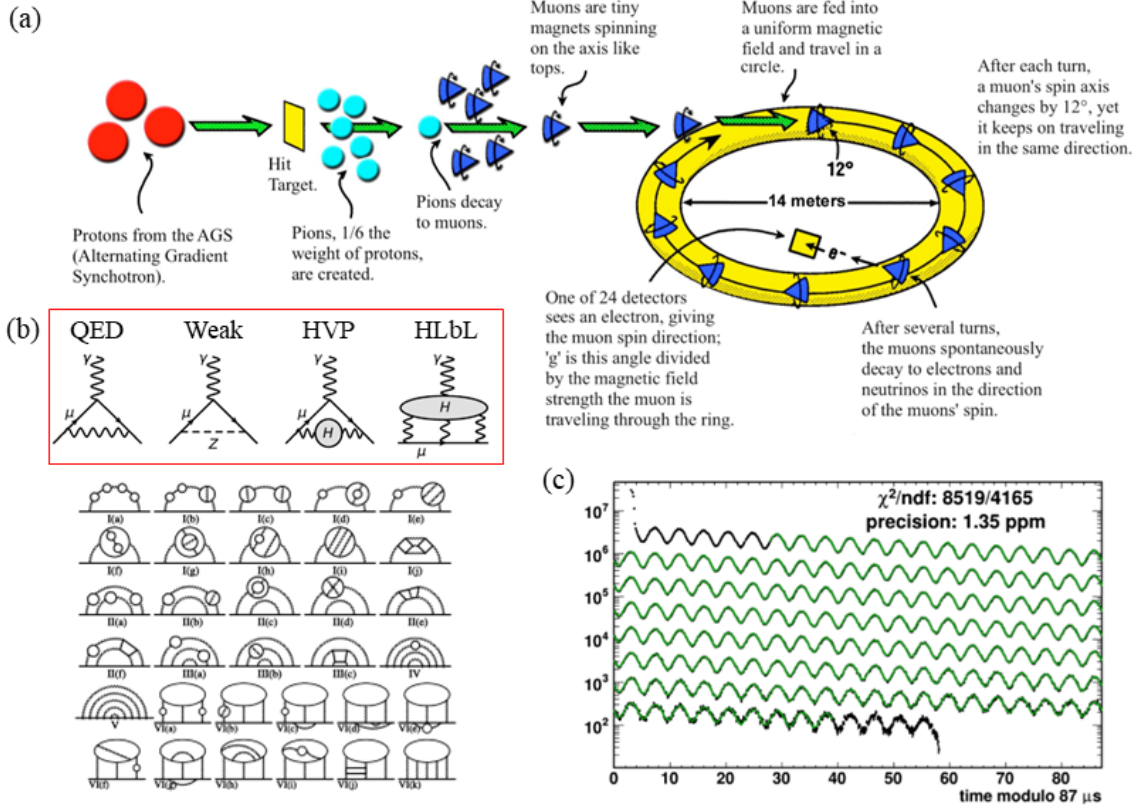 (a)
Muons are tiny
magnets spinning
on the axis like
tops.
Muons are fed into
a uniform magnetic
field and travel in a
circle.
After each turn,
a muon's spin axis
changes by 12°, yet
it keeps on traveling
in the same direction.
Hit
Target.
12°
14 meters
e-
Protons from the AGS
(Alternating Gradient
Synchotron).
Pions, 1/6 the
weight of protons,
are created.
Pions decay
to muons.
One of 24 detectors
sees an electron, giving
the muon spin direction;
'g' is this angle divided
by the magnetic field
strength the muon is
traveling through the ring.
After several turns,
the muons spontaneously
decay to electrons and
neutrinos in the direction
of the muons' spin.
(b)
QED Weak HVP HLbL
γ γ γ γ
μ μ μ H
Z H μ
I(a) I(b) I(c) I(d) I(e)
I(f) I(g) I(h) I(i) I(j)
II(a) II(b) II(c) II(d) II(e)
II(f) III(a) III(b) III(c) IV
V VI(a) VI(b) VI(c) VI(d) VI(e)
VI(f) VI(g) VI(h) VI(i) VI(j) VI(k)
(c)
χ²/ndf: 8519/4165
precision: 1.35 ppm
10⁷
10⁶
10⁵
10⁴
10³
10²
0 10 20 30 40 50 60 70 80
time modulo 87 μs